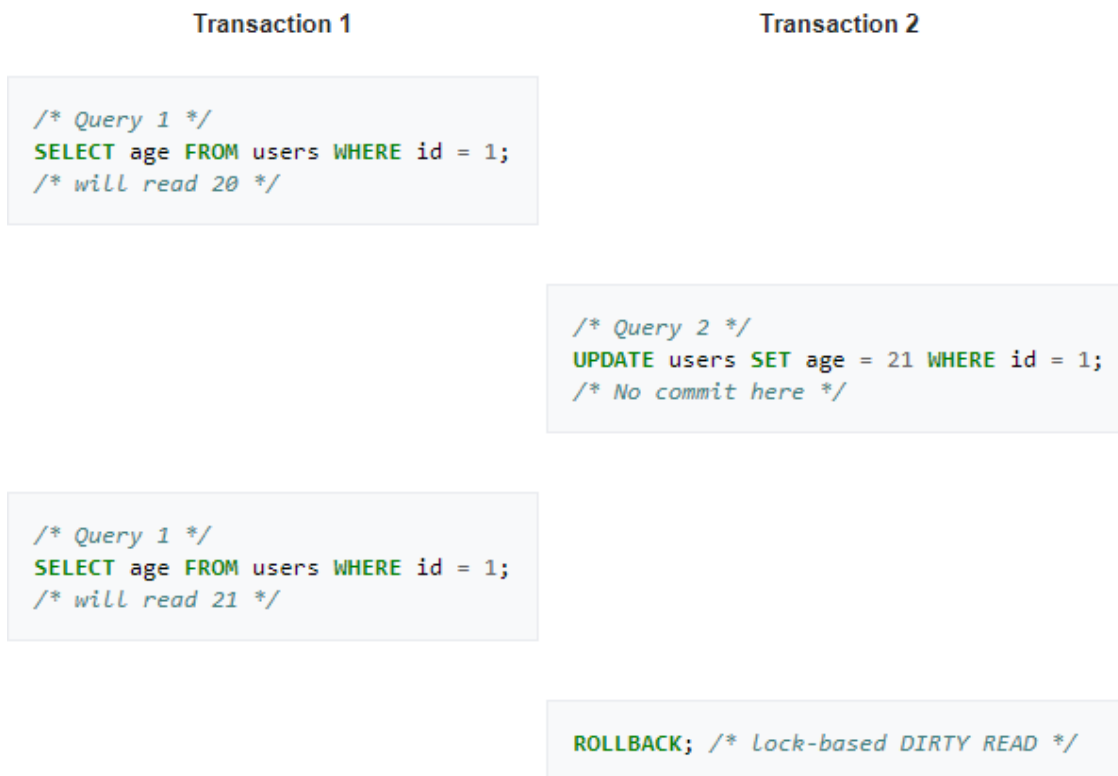 Transaction 1
Transaction 2
/* Query 1 */
SELECT age FROM users WHERE id = 1;
/* will read 20 */
/* Query 2 */
UPDATE users SET age = 21 WHERE id = 1;
/* No commit here */
/* Query 1 */
SELECT age FROM users WHERE id = 1;
/* will read 21 */
ROLLBACK; /* lock-based DIRTY READ */